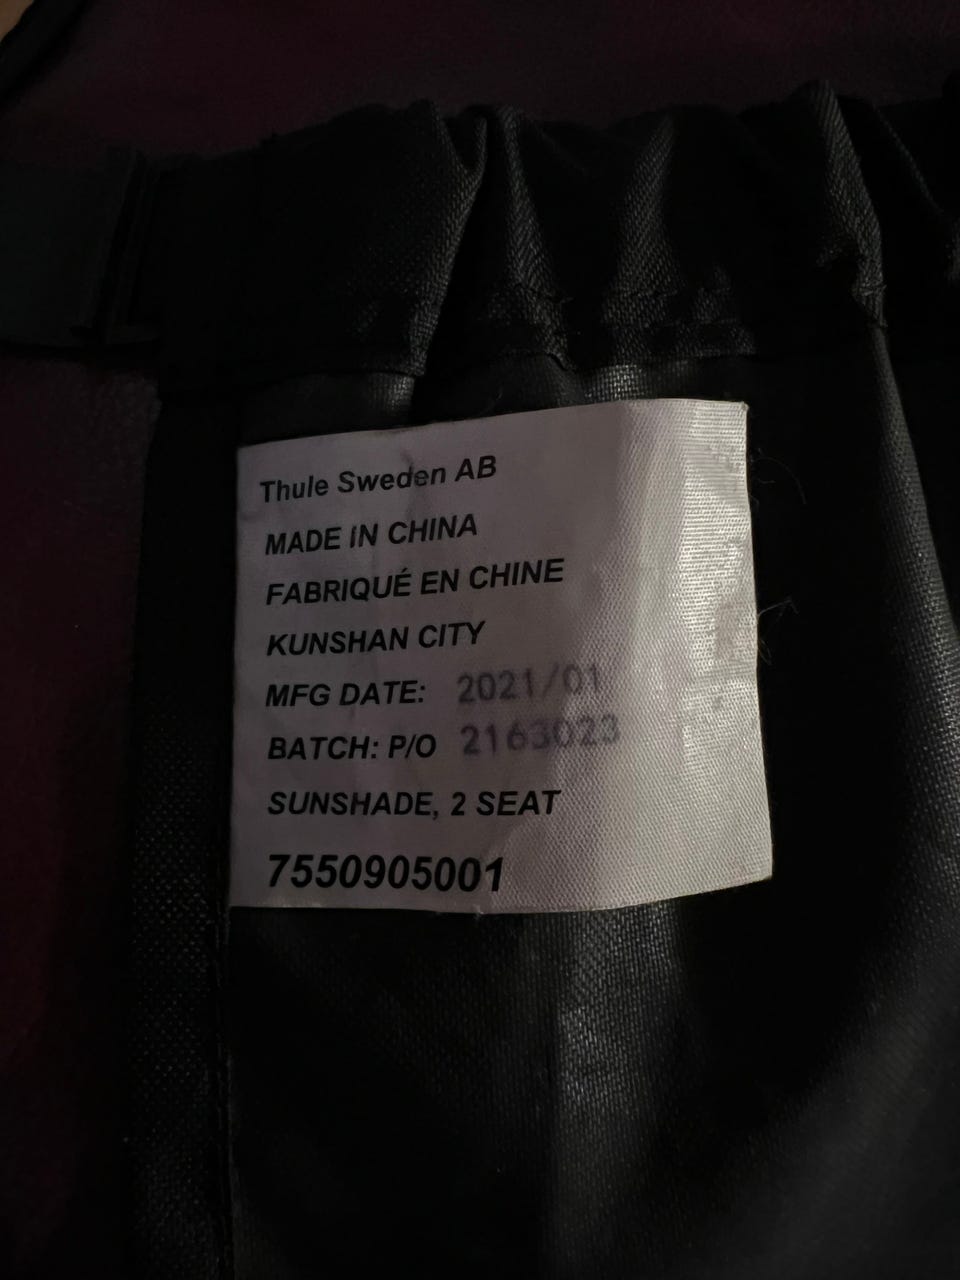 Thule Sweden AB
MADE IN CHINA
FABRIQUÉ EN CHINE
KUNSHAN CITY
MFG DATE: 2021/01
BATCH: P/O 2163023
SUNSHADE, 2 SEAT
7550905001